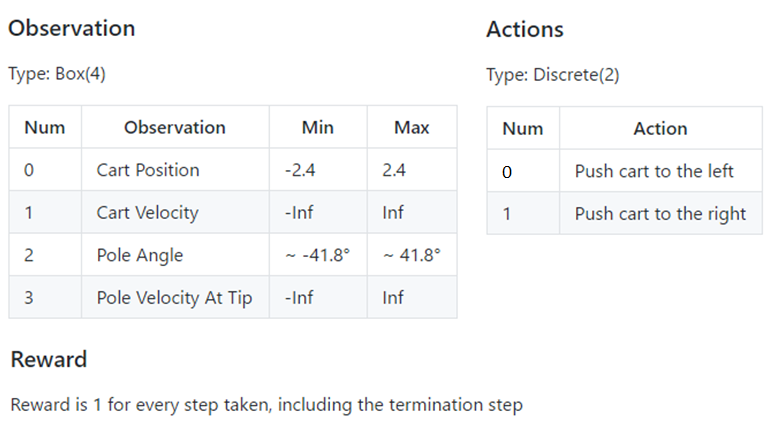 Observation
Type: Box(4)
Num Observation Min Max
0 Cart Position -2.4 2.4
1 Cart Velocity -Inf Inf
2 Pole Angle ~ -41.8° ~ 41.8°
3 Pole Velocity At Tip -Inf Inf
Actions
Type: Discrete(2)
Num Action
0 Push cart to the left
1 Push cart to the right
Reward
Reward is 1 for every step taken, including the termination step